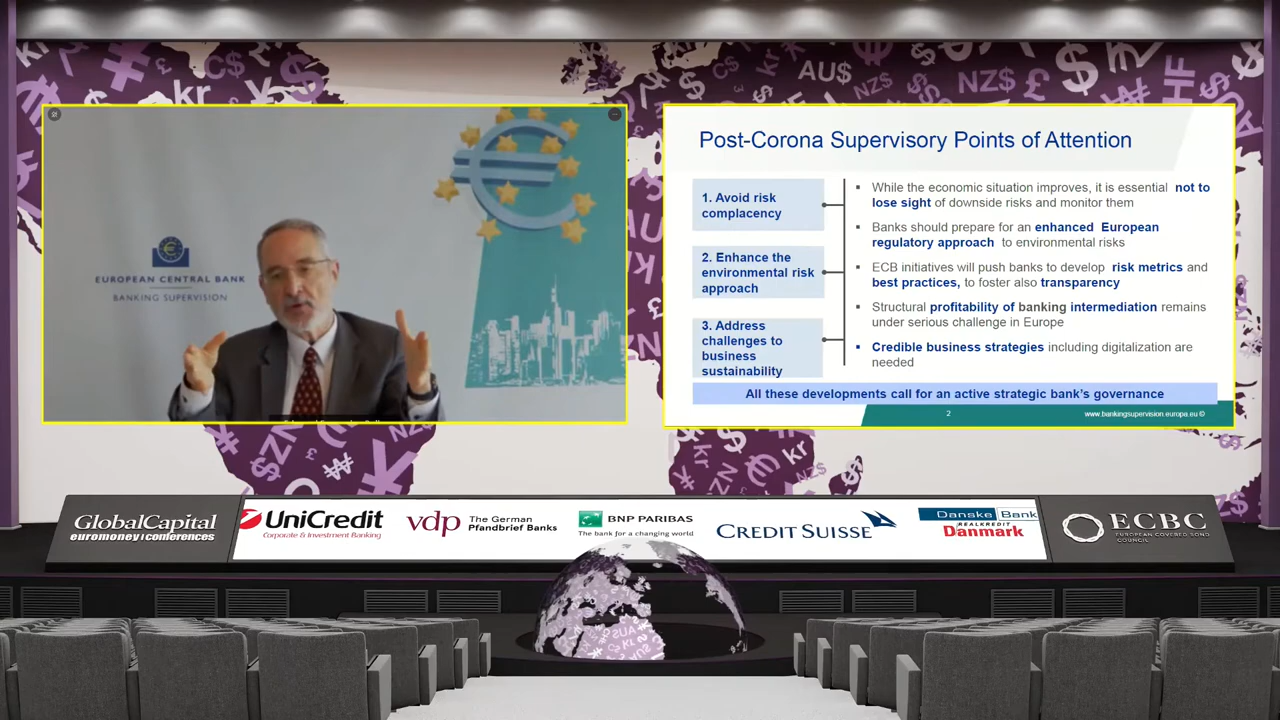 EUROPEAN CENTRAL BANK
BANKING SUPERVISION
Post-Corona Supervisory Points of Attention
1. Avoid risk
complacency
2. Enhance the
environmental risk
approach
3. Address
challenges to
business
sustainability
While the economic situation improves, it is essential not to
lose sight of downside risks and monitor them
Banks should prepare for an enhanced European
regulatory approach to environmental risks
ECB initiatives will push banks to develop risk metrics and
best practices, to foster also transparency
Structural profitability of banking intermediation remains
under serious challenge in Europe
Credible business strategies including digitalization are
needed
All these developments call for an active strategic bank's governance
2
www.bankingsupervision.europa.eu ©
GlobalCapital
euromoney conferences
UniCredit
Corporate & Investment Banking
vdp The German
Pfandbrief Banks
BNP PARIBAS
The bank for a changing world
CREDIT SUISSE
Danske Bank
REALKREDIT
Danmark
ECBC
EUROPEAN COVERED BOND
COUNCIL
C$
kr
AU$
NZ$
NZ$
kr
NZ$